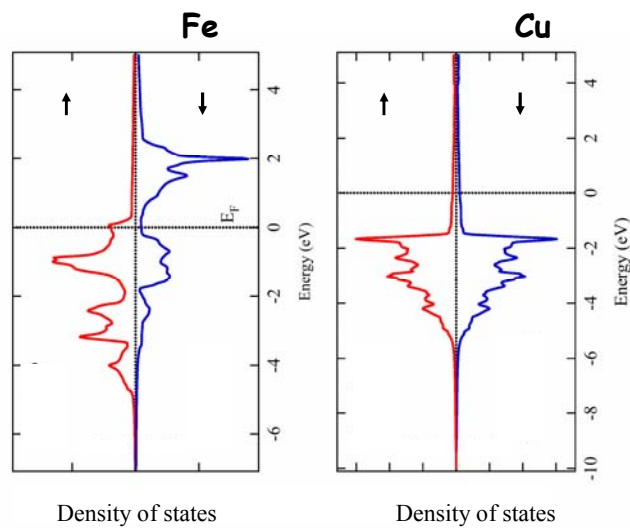 Fe
Cu
↑
↓
↑
↓
4
2
0
-2
-4
-6
E_F
Energy (eV)
4
2
0
-2
-4
-6
-8
-10
Energy (eV)
Density of states
Density of states